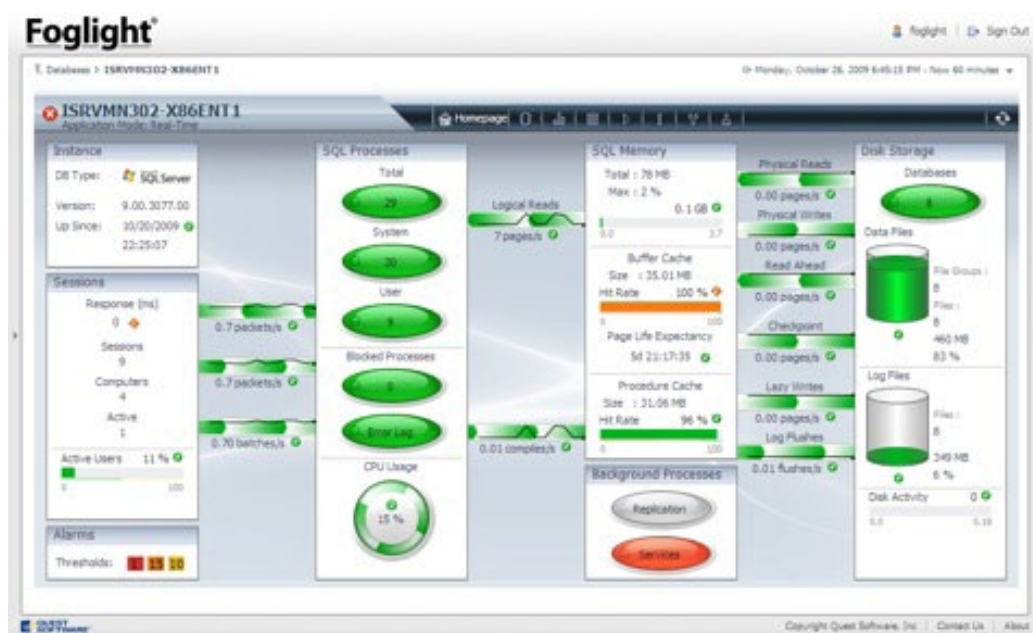 Foglight
foglight | Sign Out
Databases > ISRVMN302-X86ENT1
Monday, October 26, 2009 6:45:15 PM - Now 60 minutes
ISRVMN302-X86ENT1
Application Mode: Real-Time
Homepage
Instance
DB Type: SQL Server
Version: 9.00.3077.00
Up Since: 10/20/2009
22:25:07
Sessions
Response (ms)
0
Sessions
9
Computers
4
Active
1
Active Users 11 %
0 100
Alarms
Thresholds: 1 15 10
0.7 packets/s
0.7 packets/s
0.70 batches/s
SQL Processes
Total
29
System
20
User
9
Blocked Processes
0
Error Log
CPU Usage
15 %
Logical Reads
7 pages/s
0.01 compiles/s
SQL Memory
Total : 78 MB
Max : 2 %
0.1 GB
0.0 3.7
Buffer Cache
Size : 35.01 MB
Hit Rate 100 %
0 100
Page Life Expectancy
5d 21:17:35
Procedure Cache
Size : 31.06 MB
Hit Rate 96 %
0 100
Background Processes
Replication
Services
Physical Reads
0.00 pages/s
Physical Writes
0.00 pages/s
Read Ahead
0.00 pages/s
Checkpoint
0.00 pages/s
Lazy Writes
0.00 pages/s
Log Flushes
0.01 flushes/s
Disk Storage
Databases
8
Data Files
File Groups :
8
Files :
8
460 MB
83 %
Log Files
Files :
8
349 MB
6 %
Disk Activity 0
0.0
QUEST SOFTWARE
Copyright Quest Software, Inc | Contact Us | About